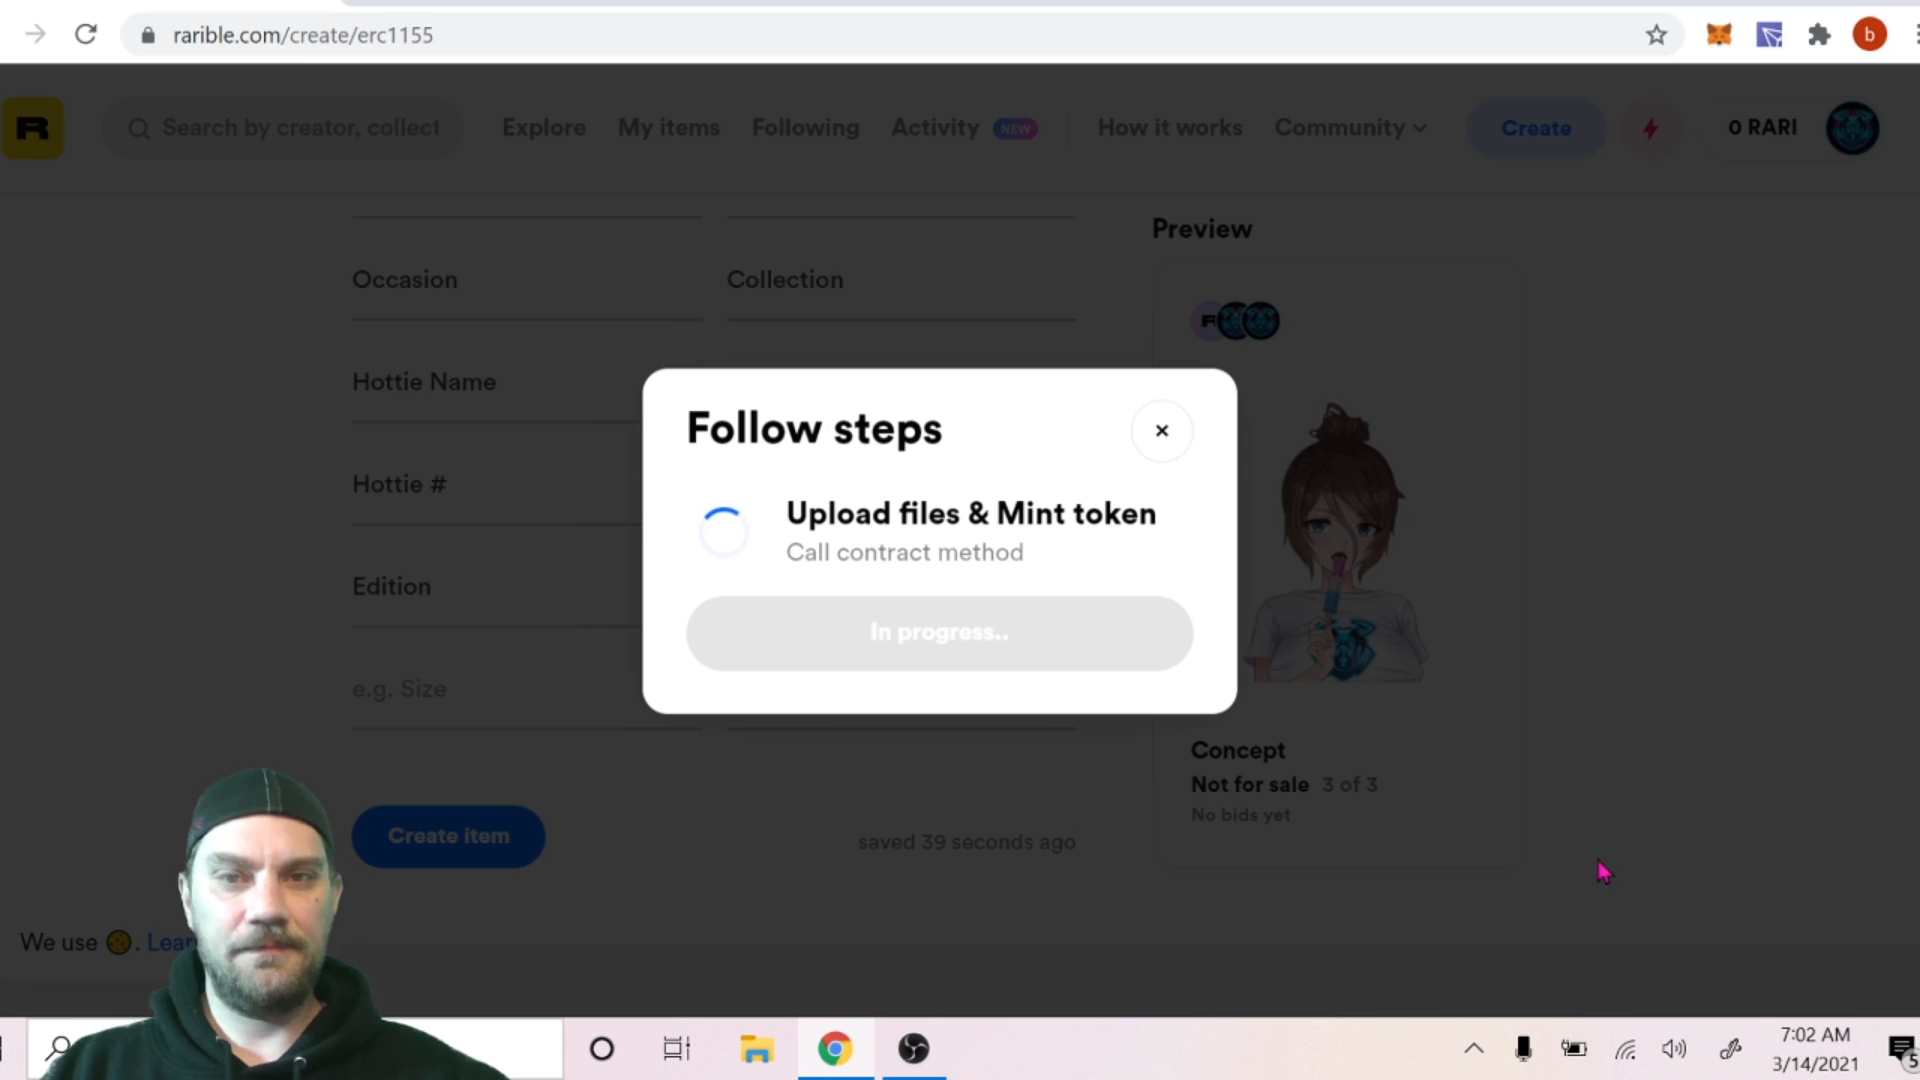 rarible.com/create/erc1155
b
R
Search by creator, collect
Explore
My items
Following
Activity
NEW
How it works
Community
Create
0 RARI
Preview
Occasion
Collection
Hottie Name
Hottie #
Edition
e.g. Size
Follow steps
×
Upload files & Mint token
Call contract method
In progress..
Concept
Not for sale 3 of 3
No bids yet
Create item
saved 39 seconds ago
We use
. Lear
7:02 AM
3/14/2021
5